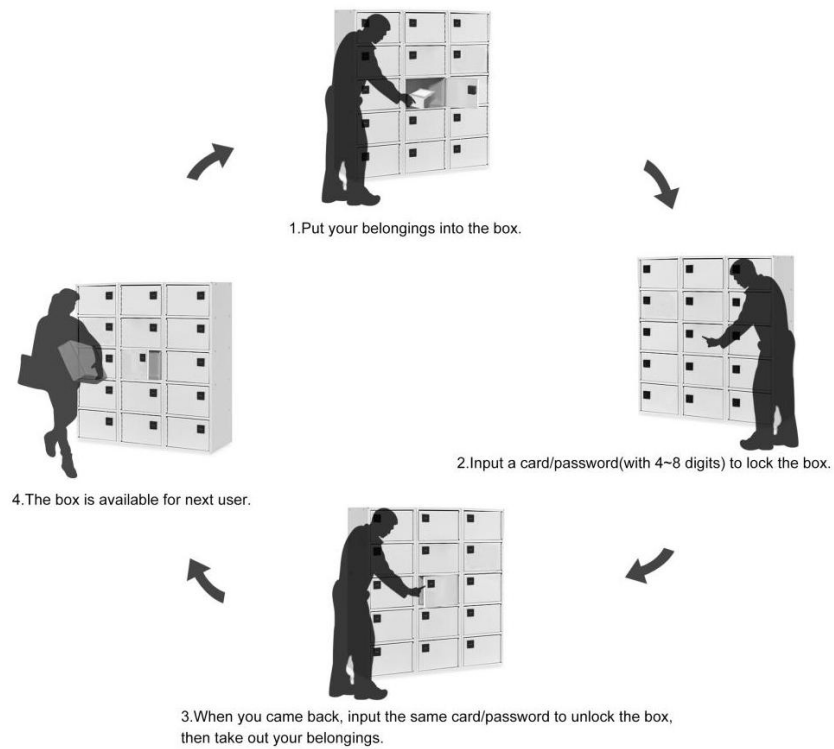 1.Put your belongings into the box.
2.Input a card/password(with 4~8 digits) to lock the box.
3.When you came back, input the same card/password to unlock the box,
then take out your belongings.
4.The box is available for next user.